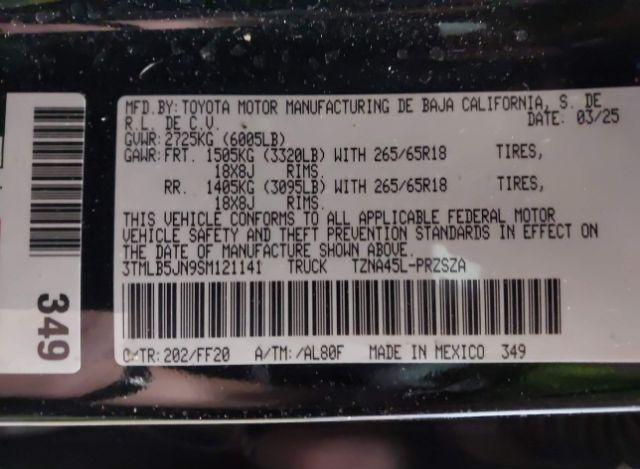 MFD.BY:TOYOTA MOTOR MANUFACTURING DE BAJA CALIFORNIA, S. DE
R.L. DE C.V. DATE: 03/25
GVWR:2725KG (6005LB)
GAWR:FRT. 1505KG (3320LB) WITH 265/65R18 TIRES,
18X8J RIMS.
RR. 1405KG (3095LB) WITH 265/65R18 TIRES,
18X8J RIMS.
THIS VEHICLE CONFORMS TO ALL APPLICABLE FEDERAL MOTOR
VEHICLE SAFETY AND THEFT PREVENTION STANDARDS IN EFFECT ON
THE DATE OF MANUFACTURE SHOWN ABOVE.
3TMLB5JN9SM121141 TRUCK TZNA45L-PRZSZA
C/TR:202/FF20 A/TM:/AL80F MADE IN MEXICO 349
349